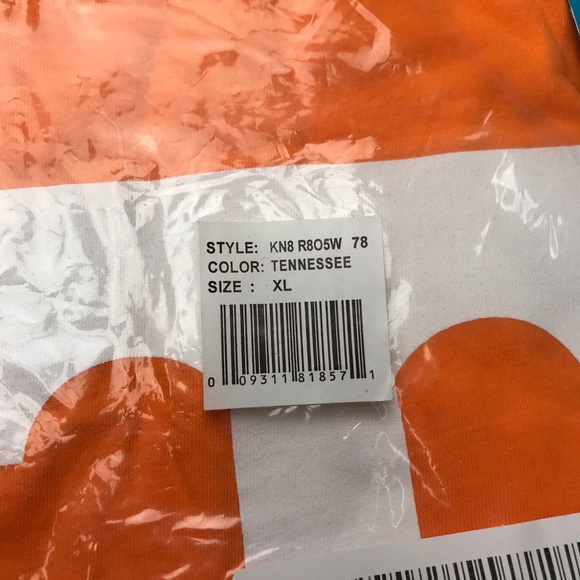 STYLE: KN8 R8O5W 78
COLOR: TENNESSEE
SIZE : XL
0 09311 81857 1